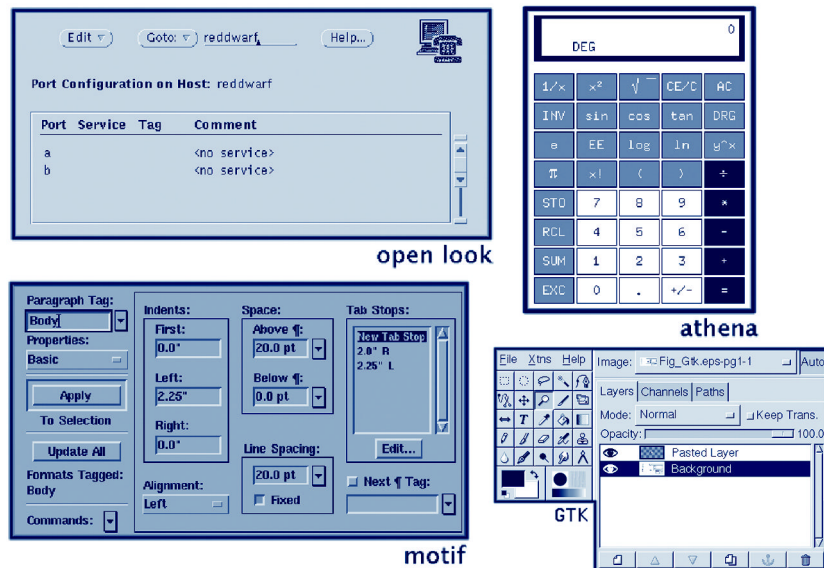 Edit
Goto: reddwarf
Help...
Port Configuration on Host: reddwarf
Port Service Tag Comment
a <no service>
b <no service>
open look
0
DEG
1/x x² √ CE/C AC
INV sin cos tan DRG
e EE log ln y^x
π x! ( ) ÷
STO 7 8 9 *
RCL 4 5 6 -
SUM 1 2 3 +
EXC 0 . +/- =
athena
Paragraph Tag:
Body
Properties:
Basic
Apply
To Selection
Update All
Formats Tagged:
Body
Commands:
Indents:
First:
0.0"
Left:
2.25"
Right:
0.0"
Alignment:
Left
Space:
Above ¶:
20.0 pt
Below ¶:
0.0 pt
Line Spacing:
20.0 pt
Fixed
Tab Stops:
New Tab Stop
2.0" R
2.25" L
Edit...
Next ¶ Tag:
motif
File Xtns Help
GTK
Image: Fig_Gtk.eps-pg1-1 Auto
Layers Channels Paths
Mode: Normal Keep Trans.
Opacity: 100.0
Pasted Layer
Background